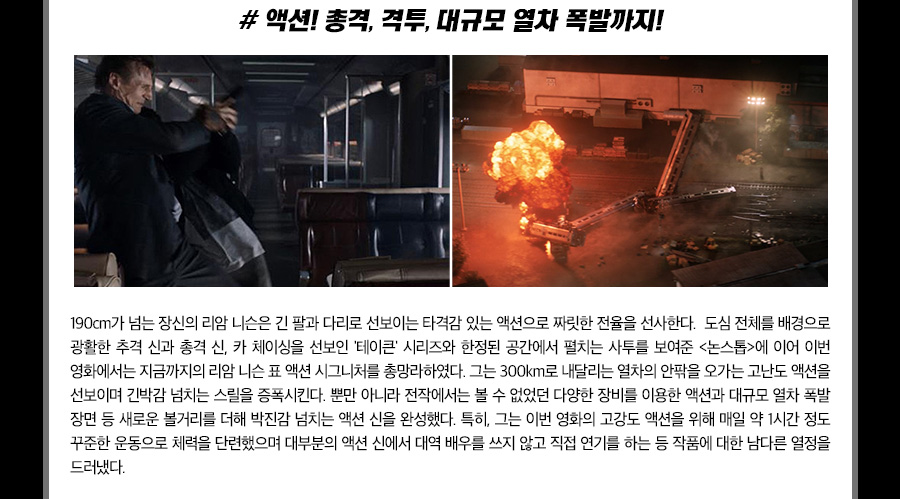 # 액션! 총격, 격투, 대규모 열차 폭발까지!
190cm가 넘는 장신의 리암 니슨은 긴 팔과 다리로 선보이는 타격감 있는 액션으로 짜릿한 전율을 선사한다. 도심 전체를 배경으로
광활한 추격 신과 총격 신, 카 체이싱을 선보인 '테이큰' 시리즈와 한정된 공간에서 펼치는 사투를 보여준 <논스톱>에 이어 이번
영화에서는 지금까지의 리암 니슨 표 액션 시그니처를 총망라하였다. 그는 300km로 내달리는 열차의 안팎을 오가는 고난도 액션을
선보이며 긴박감 넘치는 스릴을 증폭시킨다. 뿐만 아니라 전작에서는 볼 수 없었던 다양한 장비를 이용한 액션과 대규모 열차 폭발
장면 등 새로운 볼거리를 더해 박진감 넘치는 액션 신을 완성했다. 특히, 그는 이번 영화의 고강도 액션을 위해 매일 약 1시간 정도
꾸준한 운동으로 체력을 단련했으며 대부분의 액션 신에서 대역 배우를 쓰지 않고 직접 연기를 하는 등 작품에 대한 남다른 열정을
드러냈다.